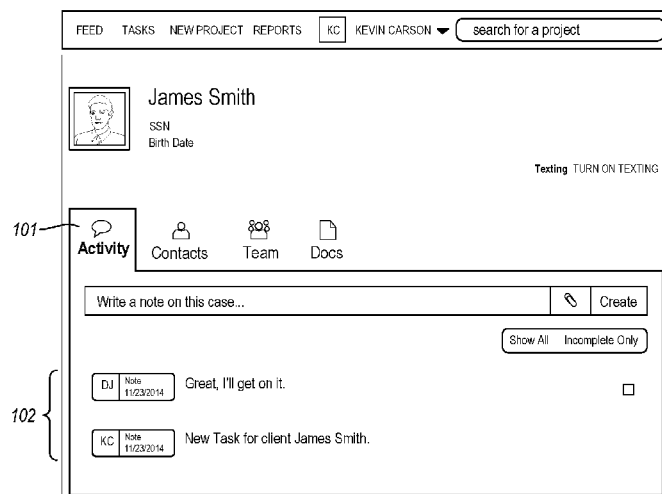 FEED TASKS NEW PROJECT REPORTS KC KEVIN CARSON search for a project
James Smith
SSN
Birth Date
Texting TURN ON TEXTING
101
Activity Contacts Team Docs
Write a note on this case... Create
Show All Incomplete Only
102
DJ Note Great, I'll get on it.
11/23/2014
KC Note New Task for client James Smith.
11/23/2014